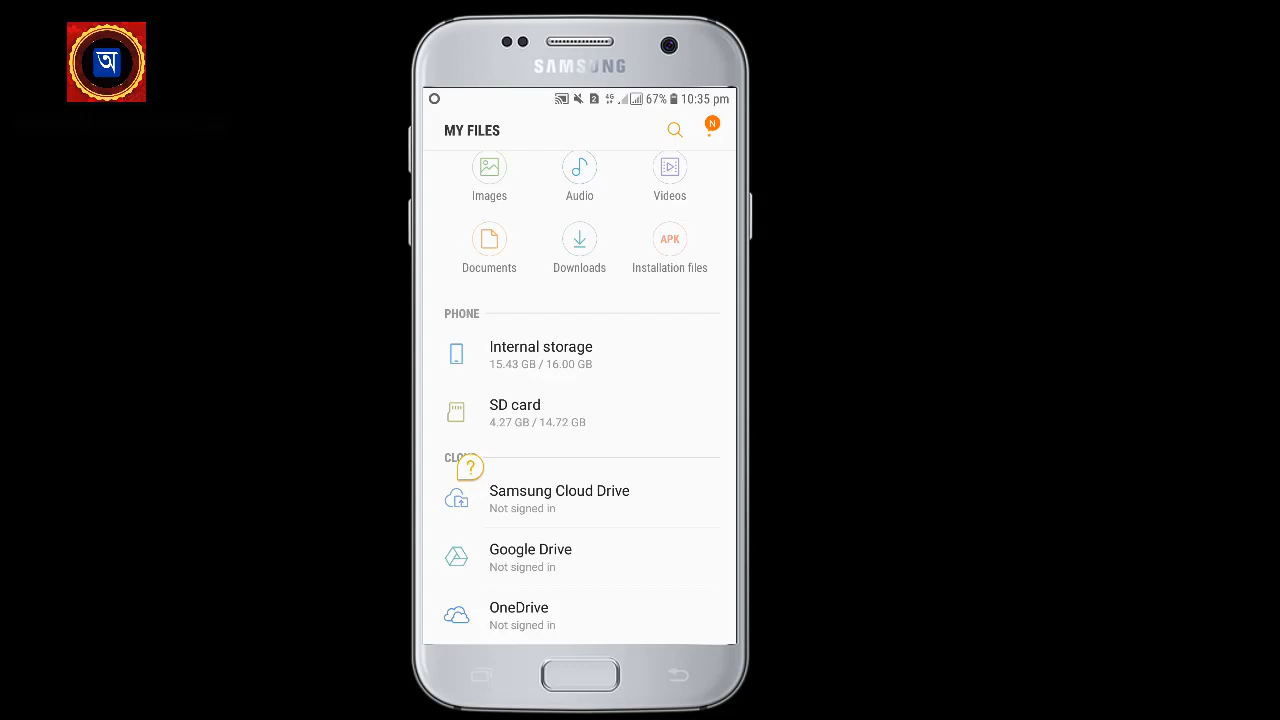 অ
SAMSUNG
2 4G 67% 10:35 pm
MY FILES
N
Images Audio Videos
APK
Documents Downloads Installation files
PHONE
Internal storage
15.43 GB / 16.00 GB
SD card
4.27 GB / 14.72 GB
?
Samsung Cloud Drive
Not signed in
Google Drive
Not signed in
OneDrive
Not signed in